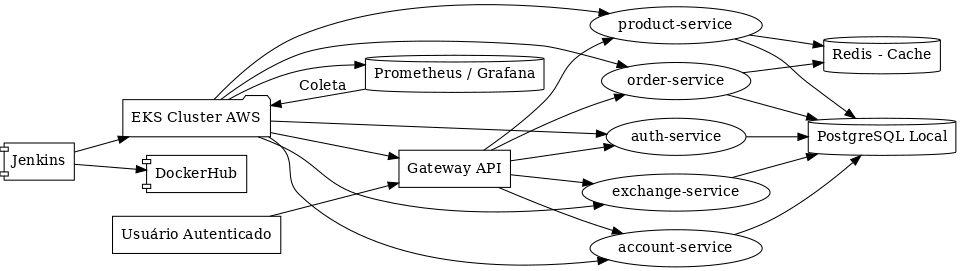 product-service
Redis - Cache
Prometheus / Grafana
order-service
Coleta
EKS Cluster AWS
auth-service
PostgreSQL Local
Jenkins
DockerHub
Gateway API
exchange-service
Usuário Autenticado
account-service